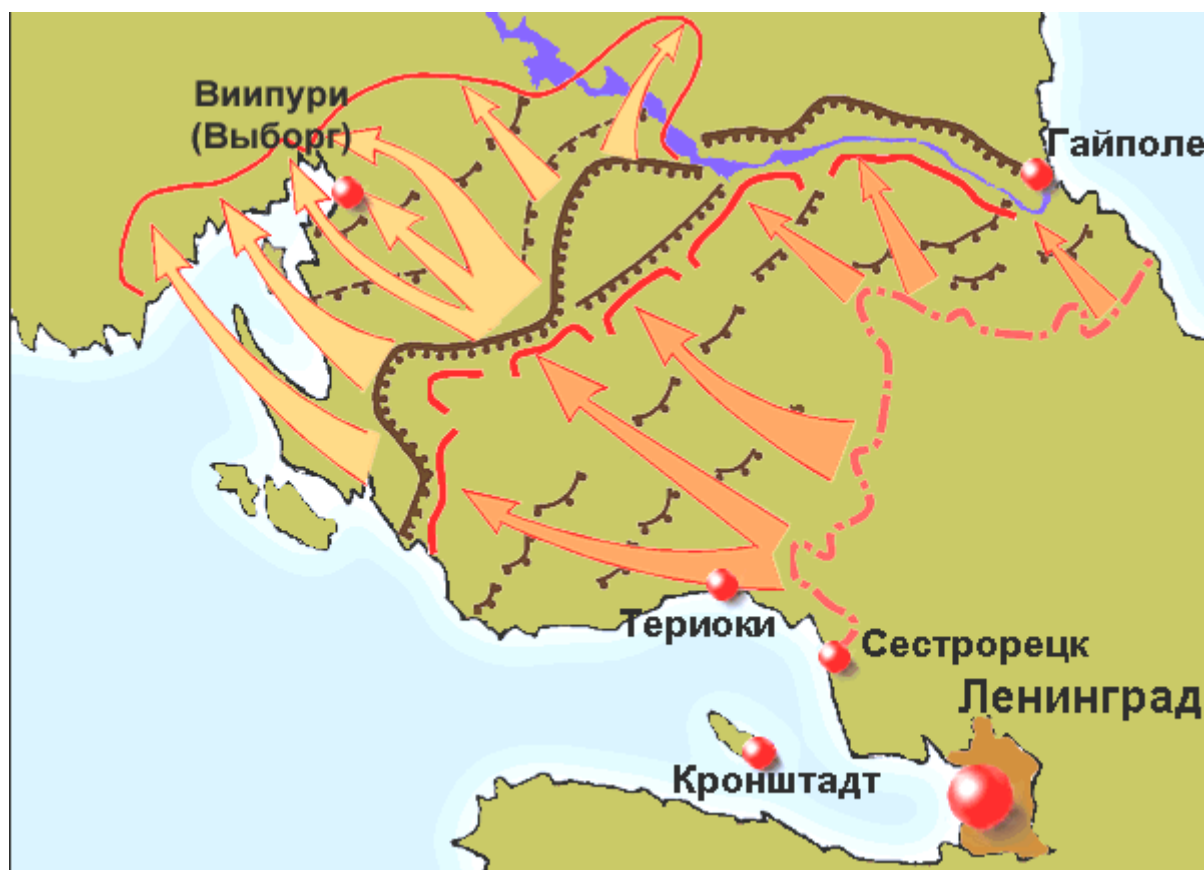 Виипури
(Выборг)
Гайполе
Териоки
Сестрорецк
Ленинград
Кронштадт